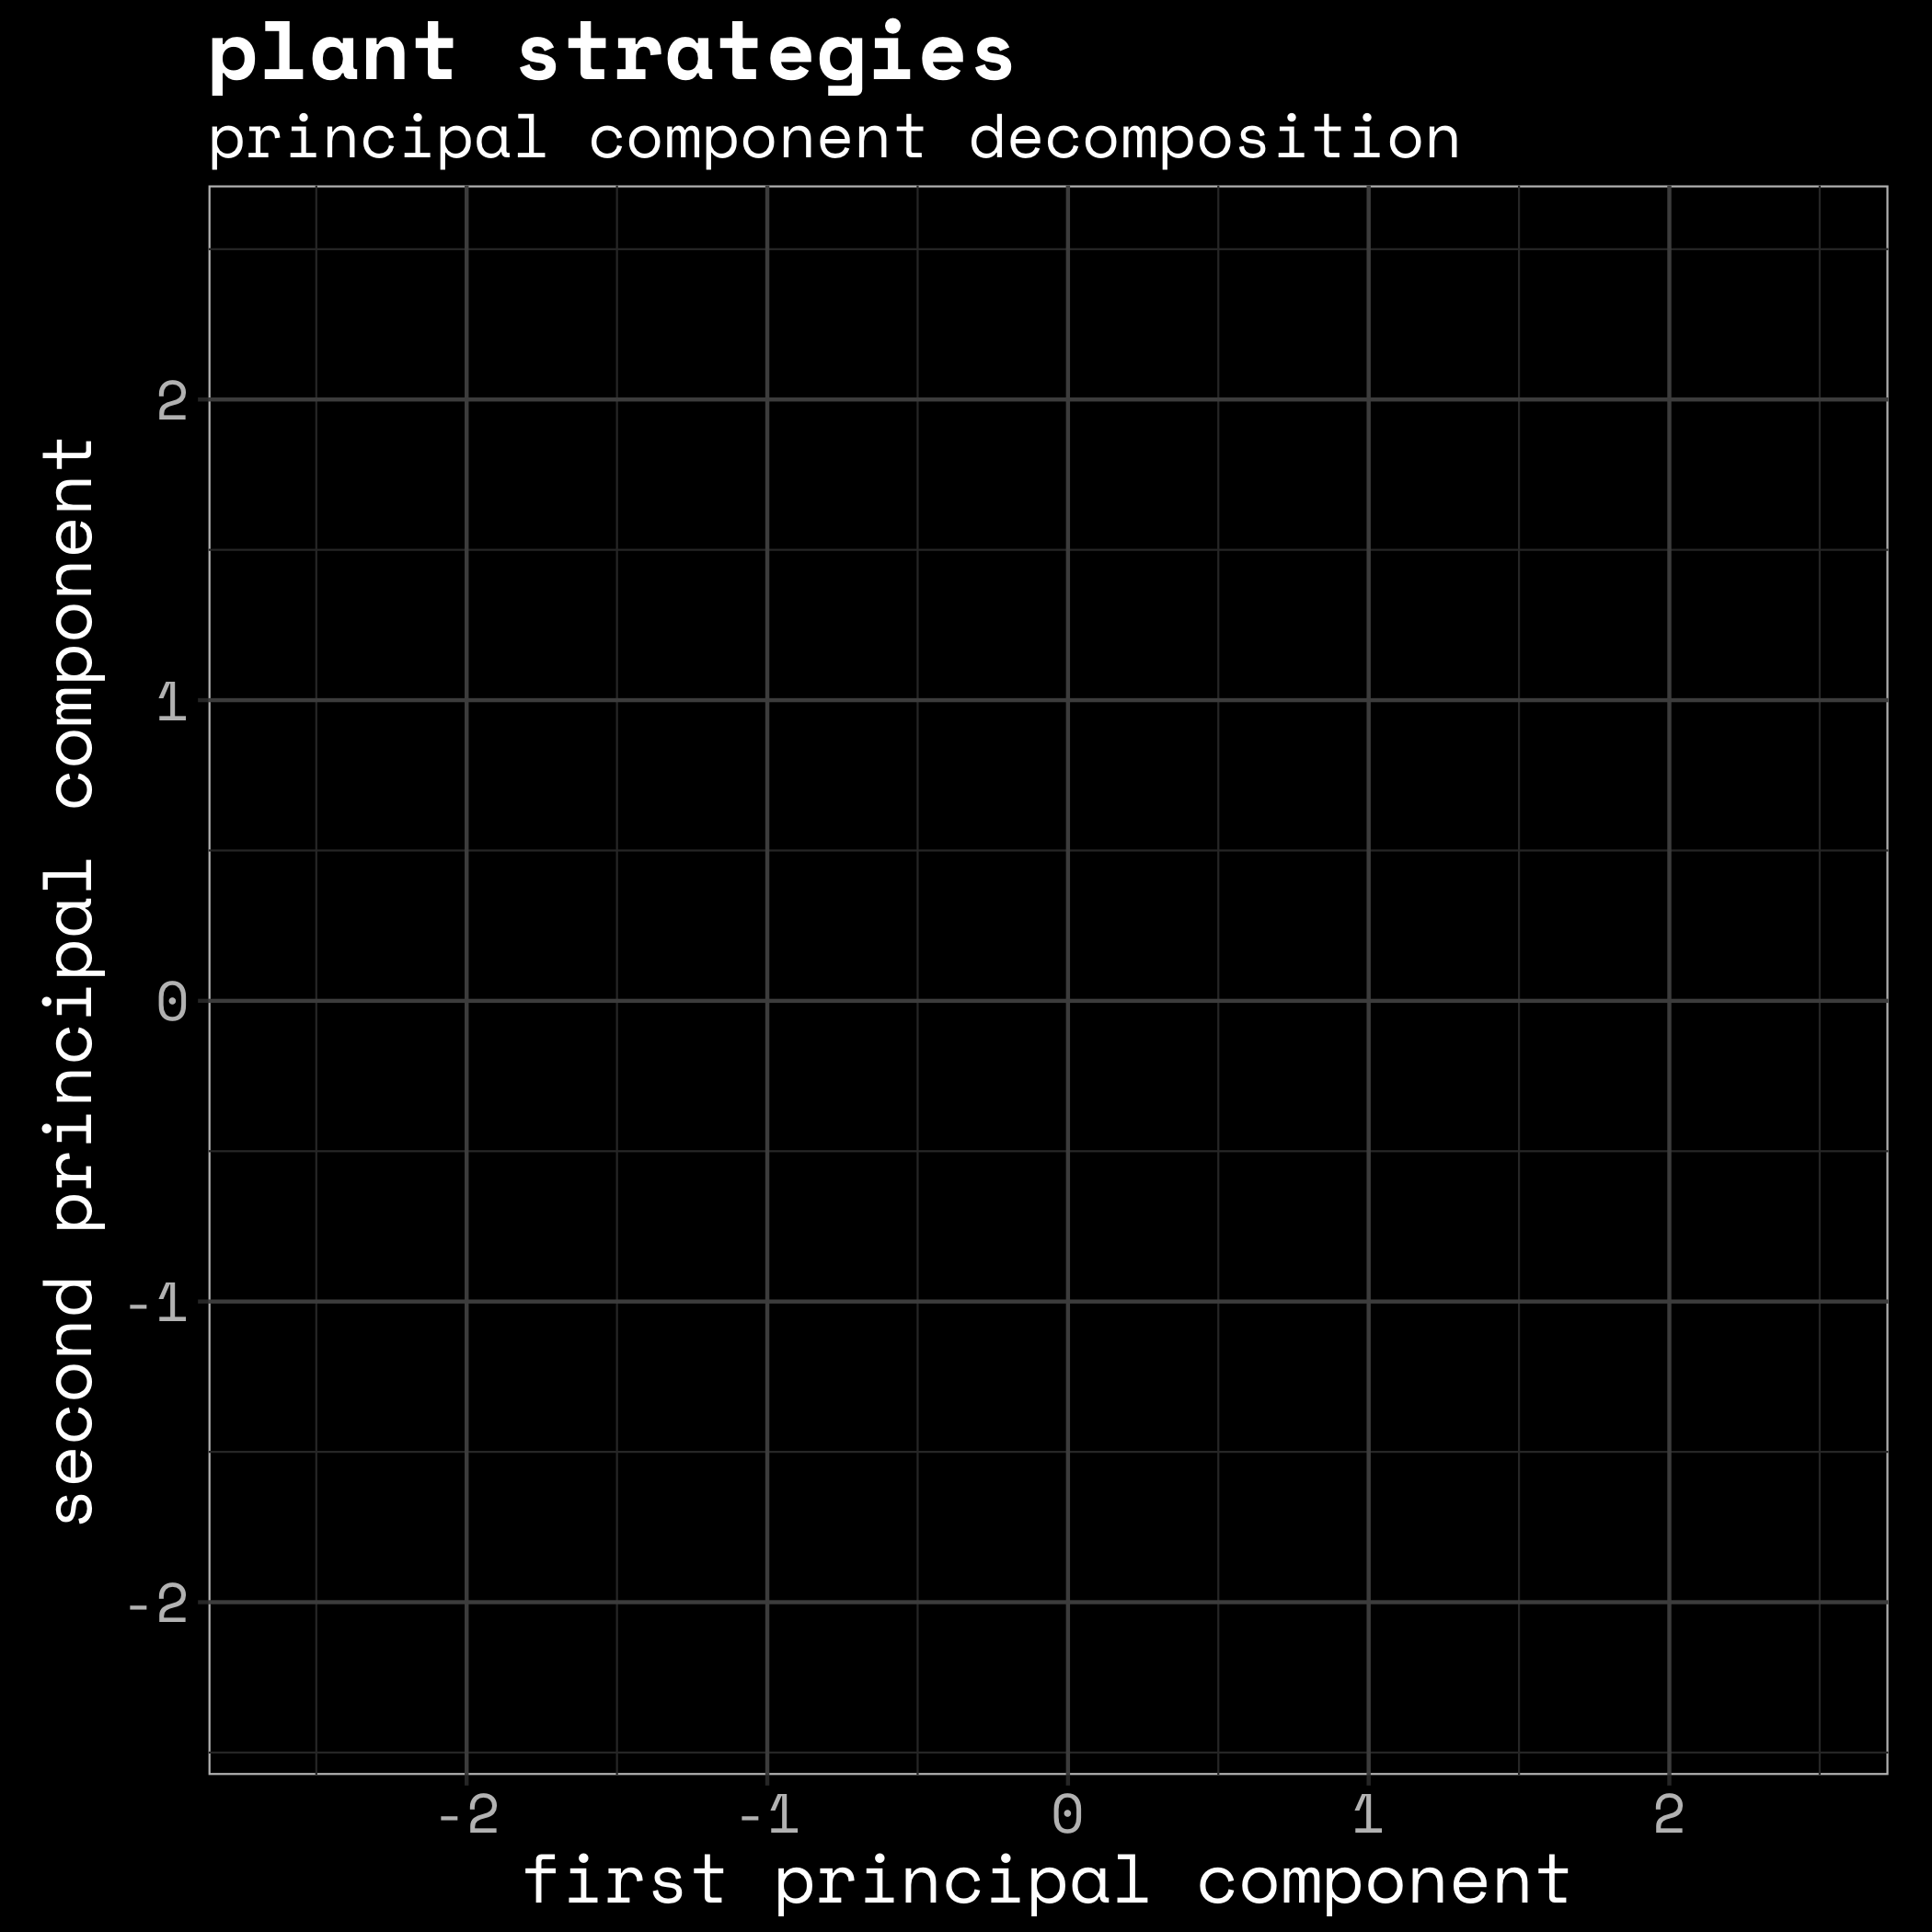 plant strategies
principal component decomposition
second principal component
2
1
0
-1
-2
-2 -1 0 1 2
first principal component